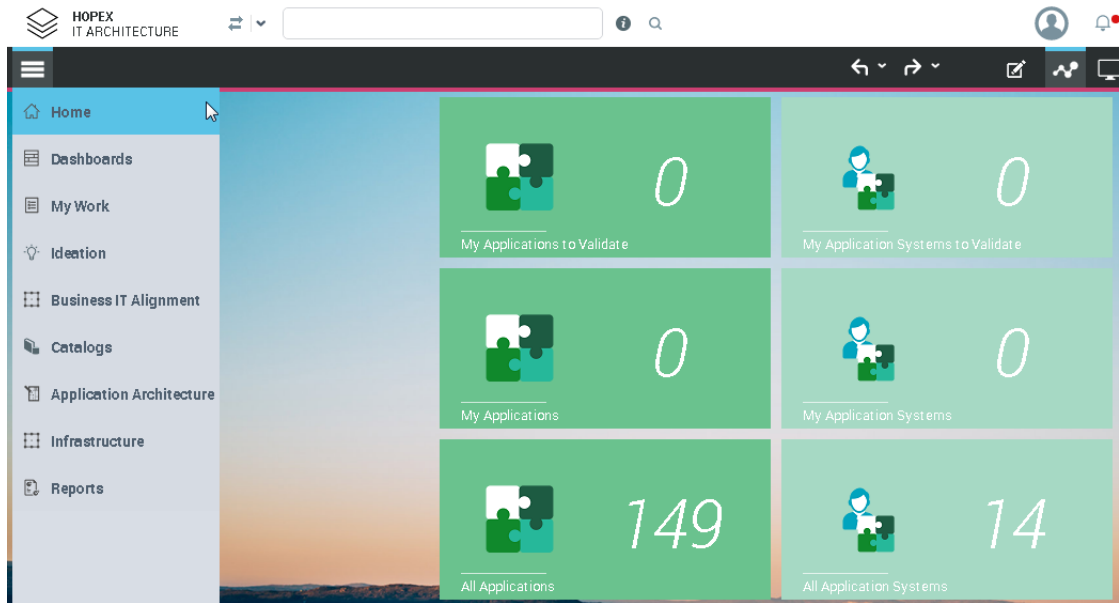 HOPEX
IT ARCHITECTURE
Home
Dashboards
My Work
Ideation
Business IT Alignment
Catalogs
Application Architecture
Infrastructure
Reports
0
My Applications to Validate
0
My Application Systems to Validate
0
My Applications
0
My Application Systems
149
All Applications
14
All Application Systems